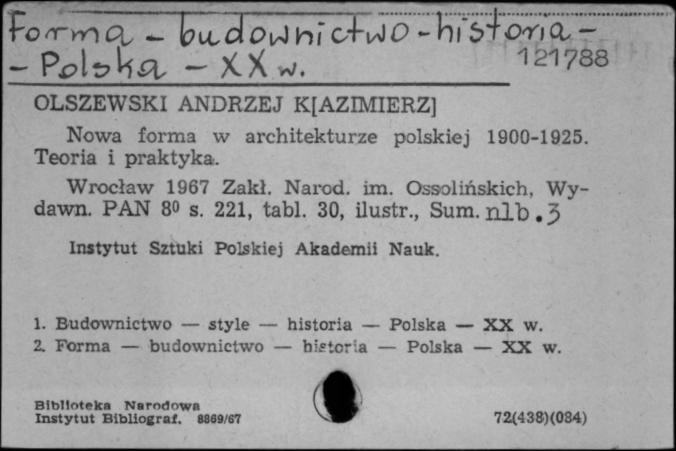 Forma - budownictwo - historia -
- Polska - XX w.
121788
OLSZEWSKI ANDRZEJ K[AZIMIERZ]
Nowa forma w architekturze polskiej 1900-1925.
Teoria i praktyka.
Wrocław 1967 Zakł. Narod. im. Ossolińskich, Wy-
dawn. PAN 8⁰ s. 221, tabl. 30, ilustr., Sum. nlb. 3
Instytut Sztuki Polskiej Akademii Nauk.
1. Budownictwo — style — historia — Polska — XX w.
2. Forma — budownictwo — historia — Polska — XX w.
Biblioteka Narodowa
Instytut Bibliograf. 8869/67
72(438)(084)